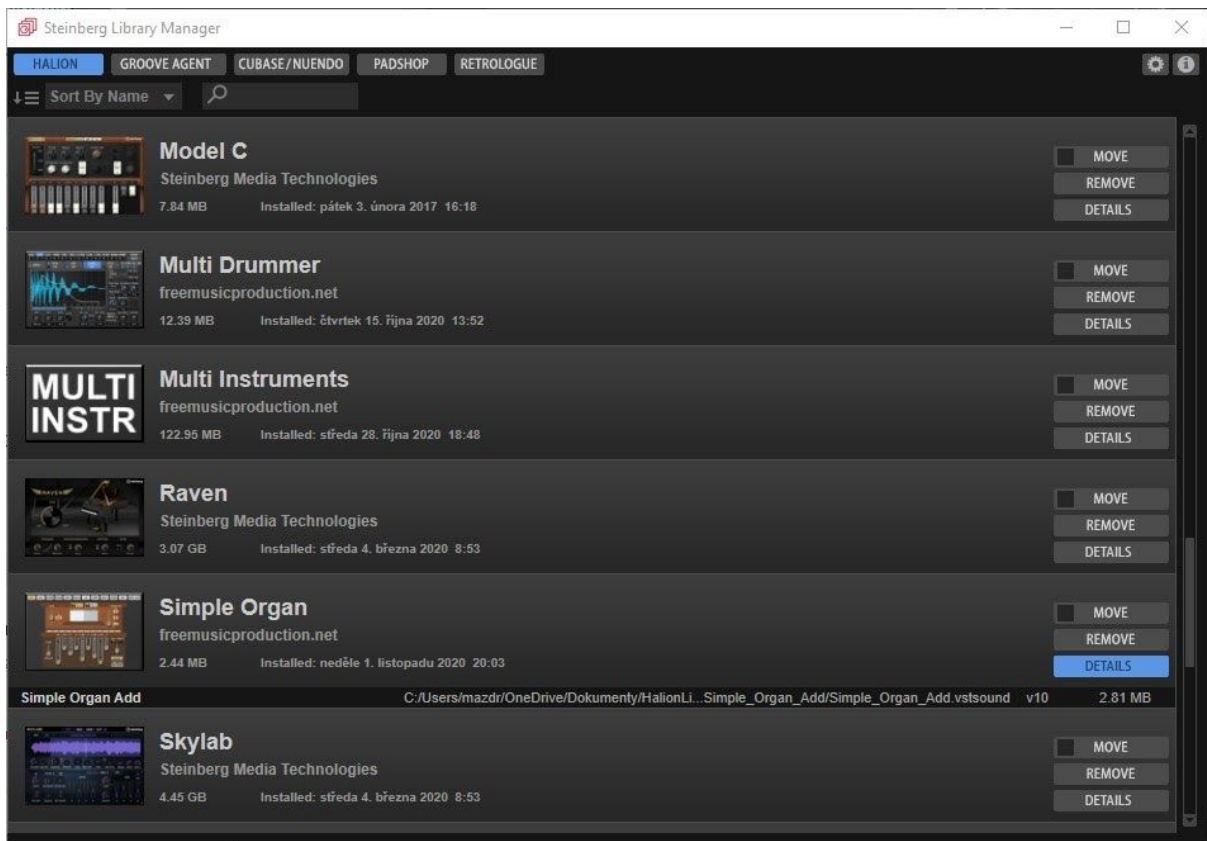 Steinberg Library Manager
HALION GROOVE AGENT CUBASE/NUENDO PADSHOP RETROLOGUE
Sort By Name
Model C
Steinberg Media Technologies
7.84 MB Installed: pátek 3. února 2017 16:18
MOVE
REMOVE
DETAILS
Multi Drummer
freemusicproduction.net
12.39 MB Installed: čtvrtek 15. října 2020 13:52
MOVE
REMOVE
DETAILS
MULTI
INSTR
Multi Instruments
freemusicproduction.net
122.95 MB Installed: středa 28. října 2020 18:48
MOVE
REMOVE
DETAILS
RAVEN
Raven
Steinberg Media Technologies
3.07 GB Installed: středa 4. března 2020 8:53
MOVE
REMOVE
DETAILS
Simple Organ
freemusicproduction.net
2.44 MB Installed: neděle 1. listopadu 2020 20:03
MOVE
REMOVE
DETAILS
Simple Organ Add C:/Users/mazdr/OneDrive/Dokumenty/HalionLi...Simple_Organ_Add/Simple_Organ_Add.vstsound v10 2.81 MB
Skylab
Steinberg Media Technologies
4.45 GB Installed: středa 4. března 2020 8:53
MOVE
REMOVE
DETAILS